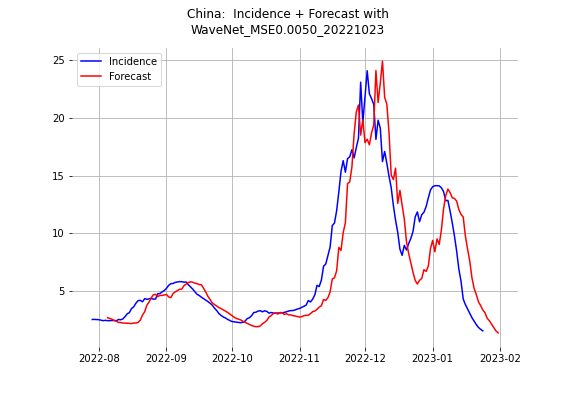 China:  Incidence + Forecast with
WaveNet_MSE0.0050_20221023
Incidence
Forecast
25
20
15
10
5
2022-08 2022-09 2022-10 2022-11 2022-12 2023-01 2023-02